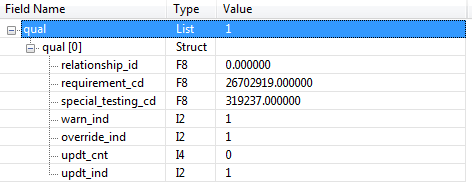 Field Name Type Value
qual List 1
qual [0] Struct
relationship_id F8 0.000000
requirement_cd F8 26702919.000000
special_testing_cd F8 319237.000000
warn_ind I2 1
override_ind I2 1
updt_cnt I4 0
updt_ind I2 1